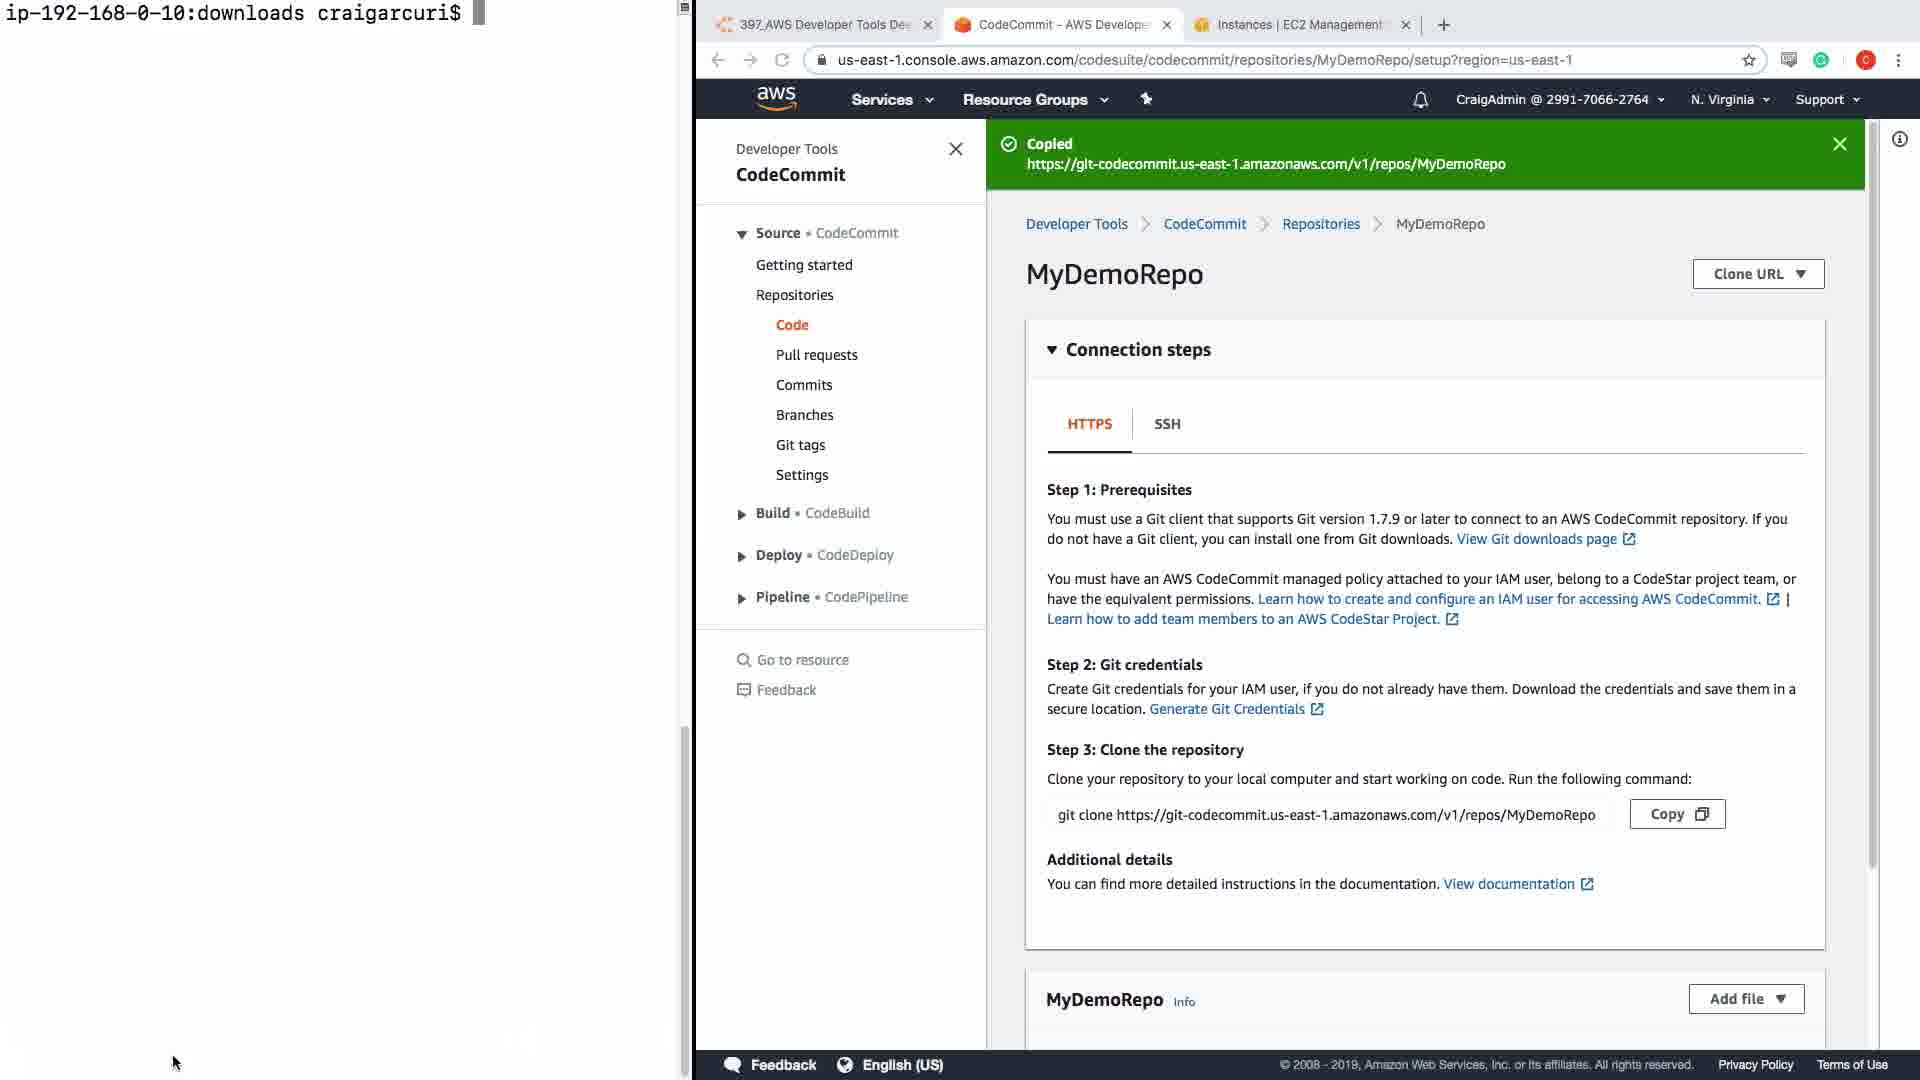 ip-192-168-0-10:downloads craigarcuri$
397_AWS Developer Tools Dee
CodeCommit - AWS Develope
Instances | EC2 Management
us-east-1.console.aws.amazon.com/codesuite/codecommit/repositories/MyDemoRepo/setup?region=us-east-1
C
aws
Services
Resource Groups
CraigAdmin @ 2991-7066-2764
N. Virginia
Support
Developer Tools
CodeCommit
Source • CodeCommit
Getting started
Repositories
Code
Pull requests
Commits
Branches
Git tags
Settings
Build • CodeBuild
Deploy • CodeDeploy
Pipeline • CodePipeline
Go to resource
Feedback
Copied
https://git-codecommit.us-east-1.amazonaws.com/v1/repos/MyDemoRepo
Developer Tools
CodeCommit
Repositories
MyDemoRepo
MyDemoRepo
Clone URL
Connection steps
HTTPS
SSH
Step 1: Prerequisites
You must use a Git client that supports Git version 1.7.9 or later to connect to an AWS CodeCommit repository. If you
do not have a Git client, you can install one from Git downloads. View Git downloads page
You must have an AWS CodeCommit managed policy attached to your IAM user, belong to a CodeStar project team, or
have the equivalent permissions. Learn how to create and configure an IAM user for accessing AWS CodeCommit. |
Learn how to add team members to an AWS CodeStar Project.
Step 2: Git credentials
Create Git credentials for your IAM user, if you do not already have them. Download the credentials and save them in a
secure location. Generate Git Credentials
Step 3: Clone the repository
Clone your repository to your local computer and start working on code. Run the following command:
git clone https://git-codecommit.us-east-1.amazonaws.com/v1/repos/MyDemoRepo
Copy
Additional details
You can find more detailed instructions in the documentation. View documentation
MyDemoRepo Info
Add file
Feedback
English (US)
© 2008 - 2019, Amazon Web Services, Inc. or its affiliates. All rights reserved.
Privacy Policy
Terms of Use